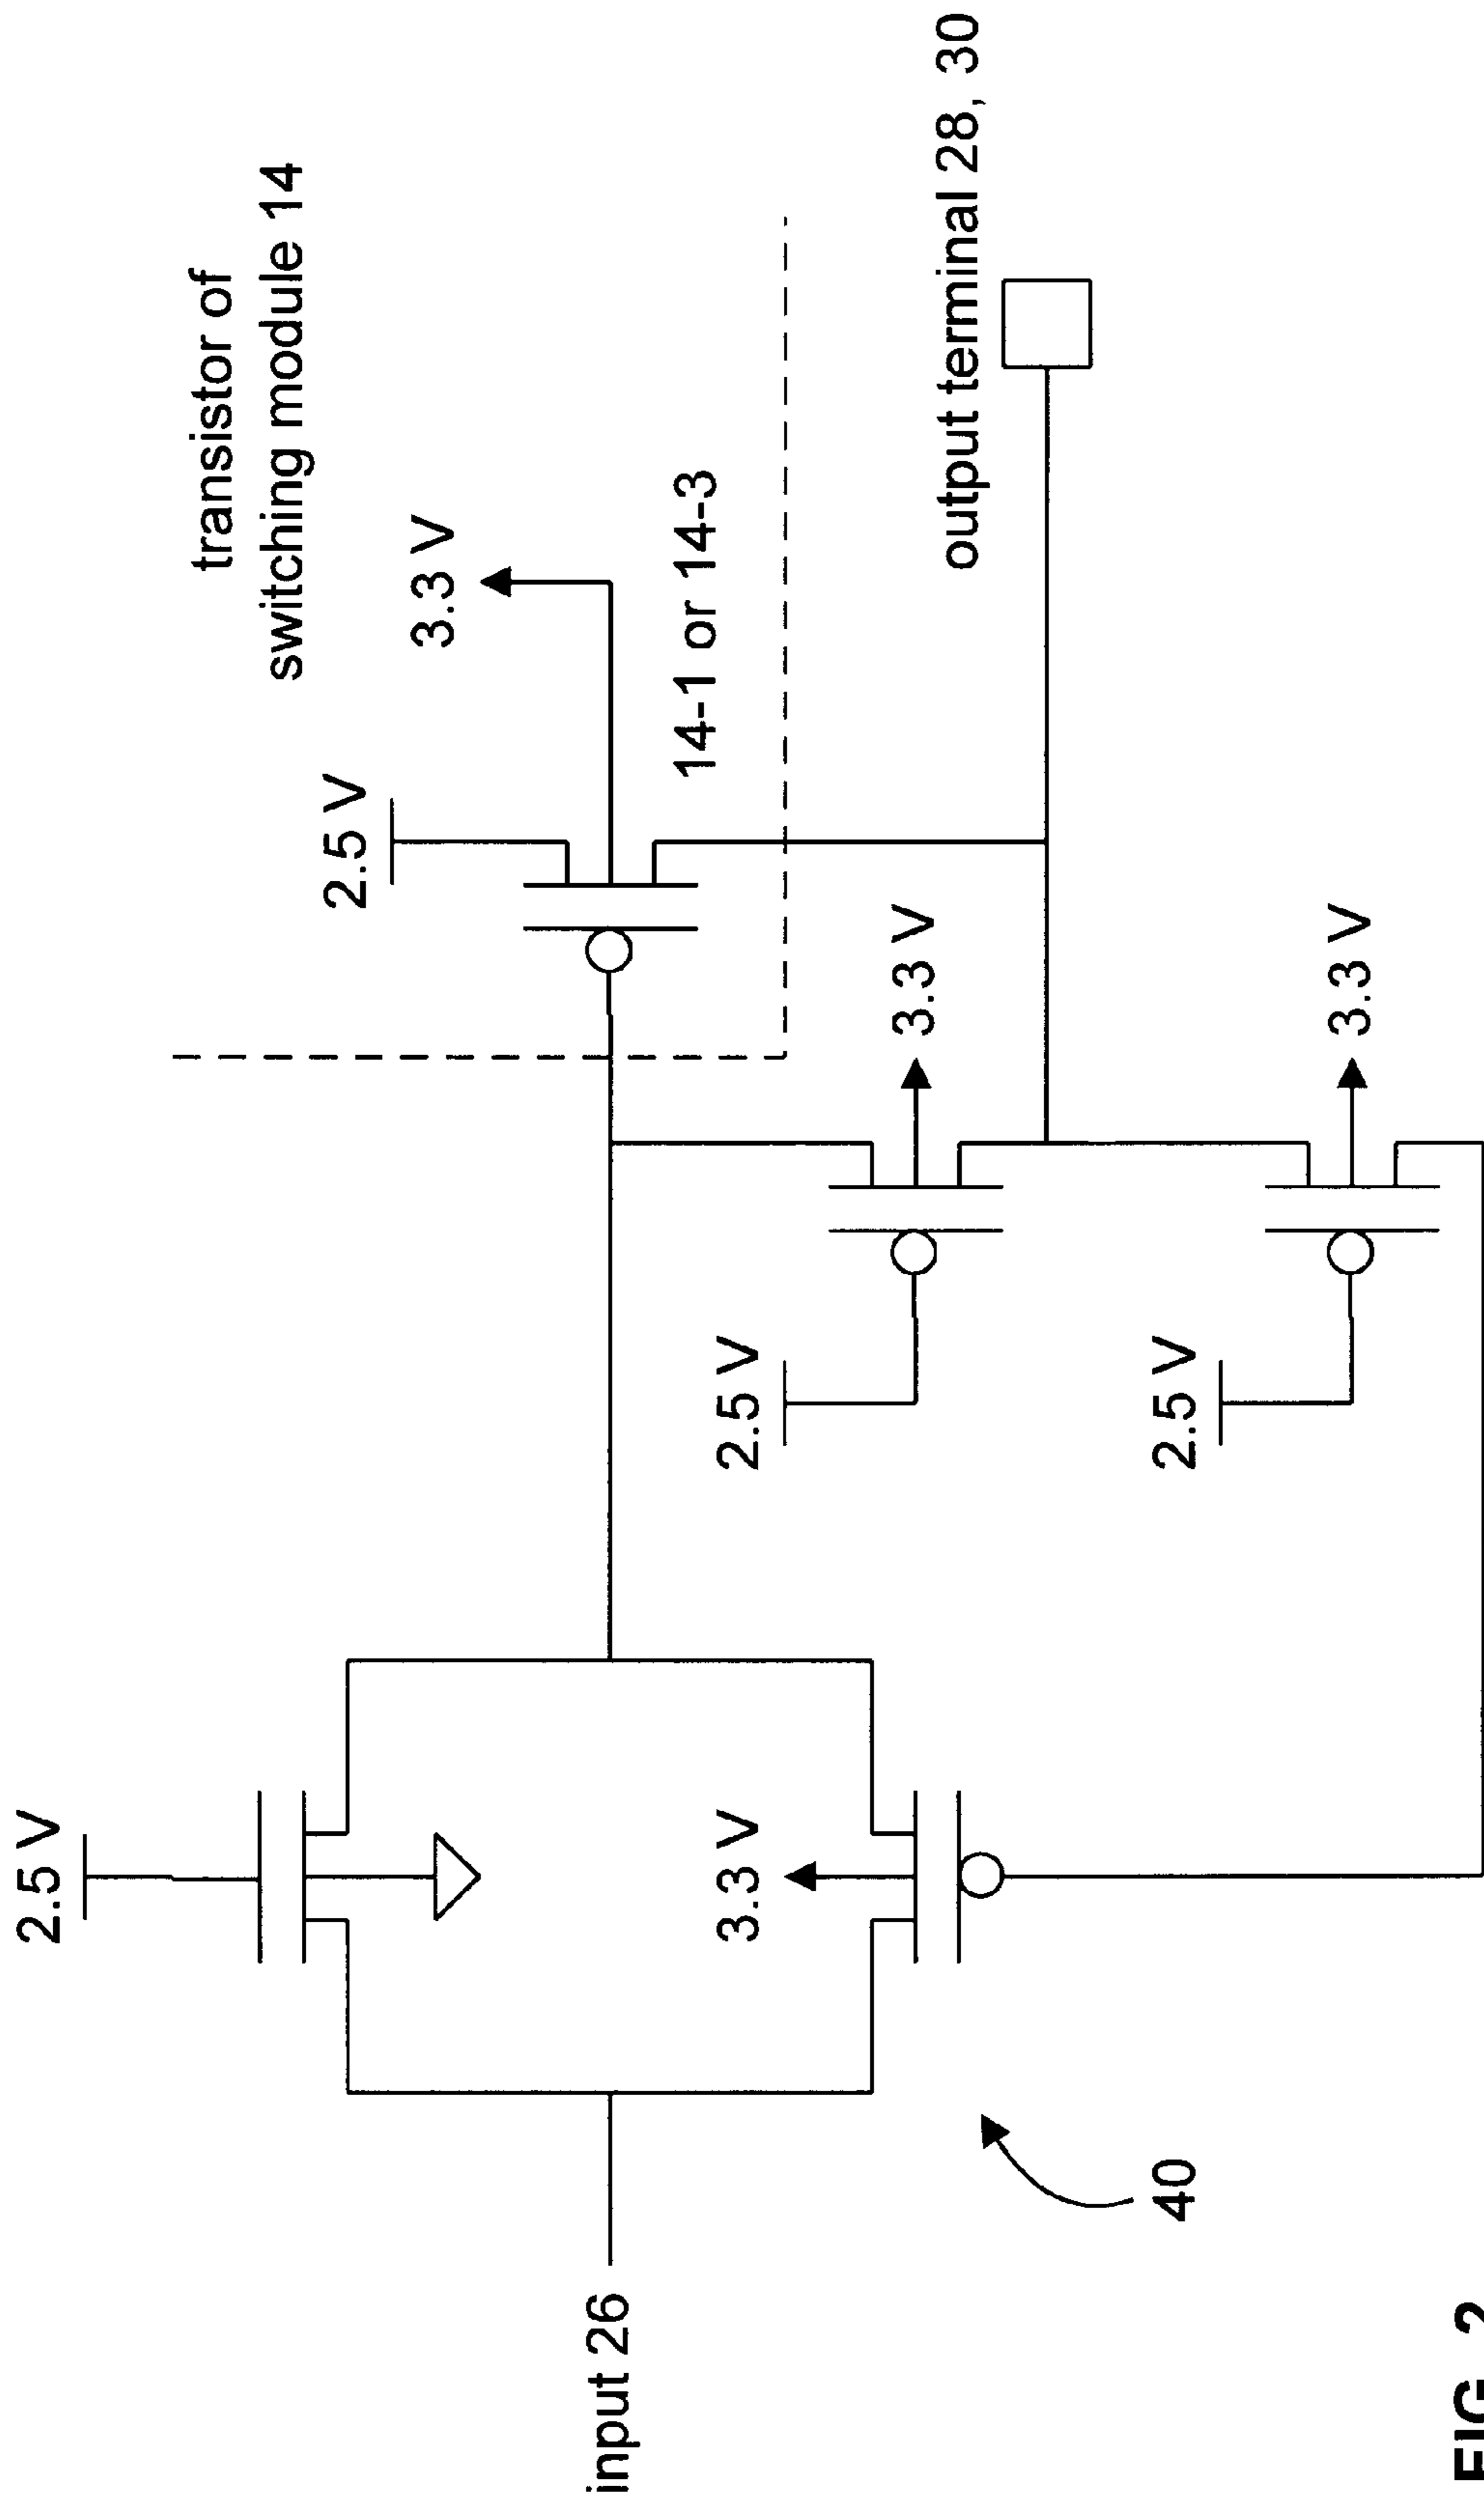 transistor of
switching module 14
2.5 V
3.3 V
14-1 or 14-3
output terminal 28, 30
2.5 V
3.3 V
2.5 V
3.3 V
2.5 V
3.3 V
input 26
40
FIG. 2